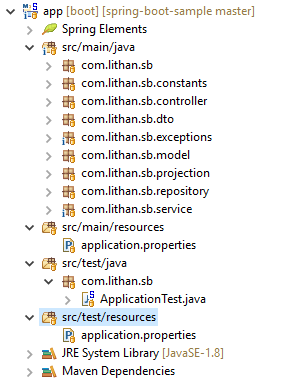 app [boot] [spring-boot-sample master]
Spring Elements
src/main/java
com.lithan.sb
com.lithan.sb.constants
com.lithan.sb.controller
com.lithan.sb.dto
com.lithan.sb.exceptions
com.lithan.sb.model
com.lithan.sb.projection
com.lithan.sb.repository
com.lithan.sb.service
src/main/resources
application.properties
src/test/java
com.lithan.sb
ApplicationTest.java
src/test/resources
application.properties
JRE System Library [JavaSE-1.8]
Maven Dependencies